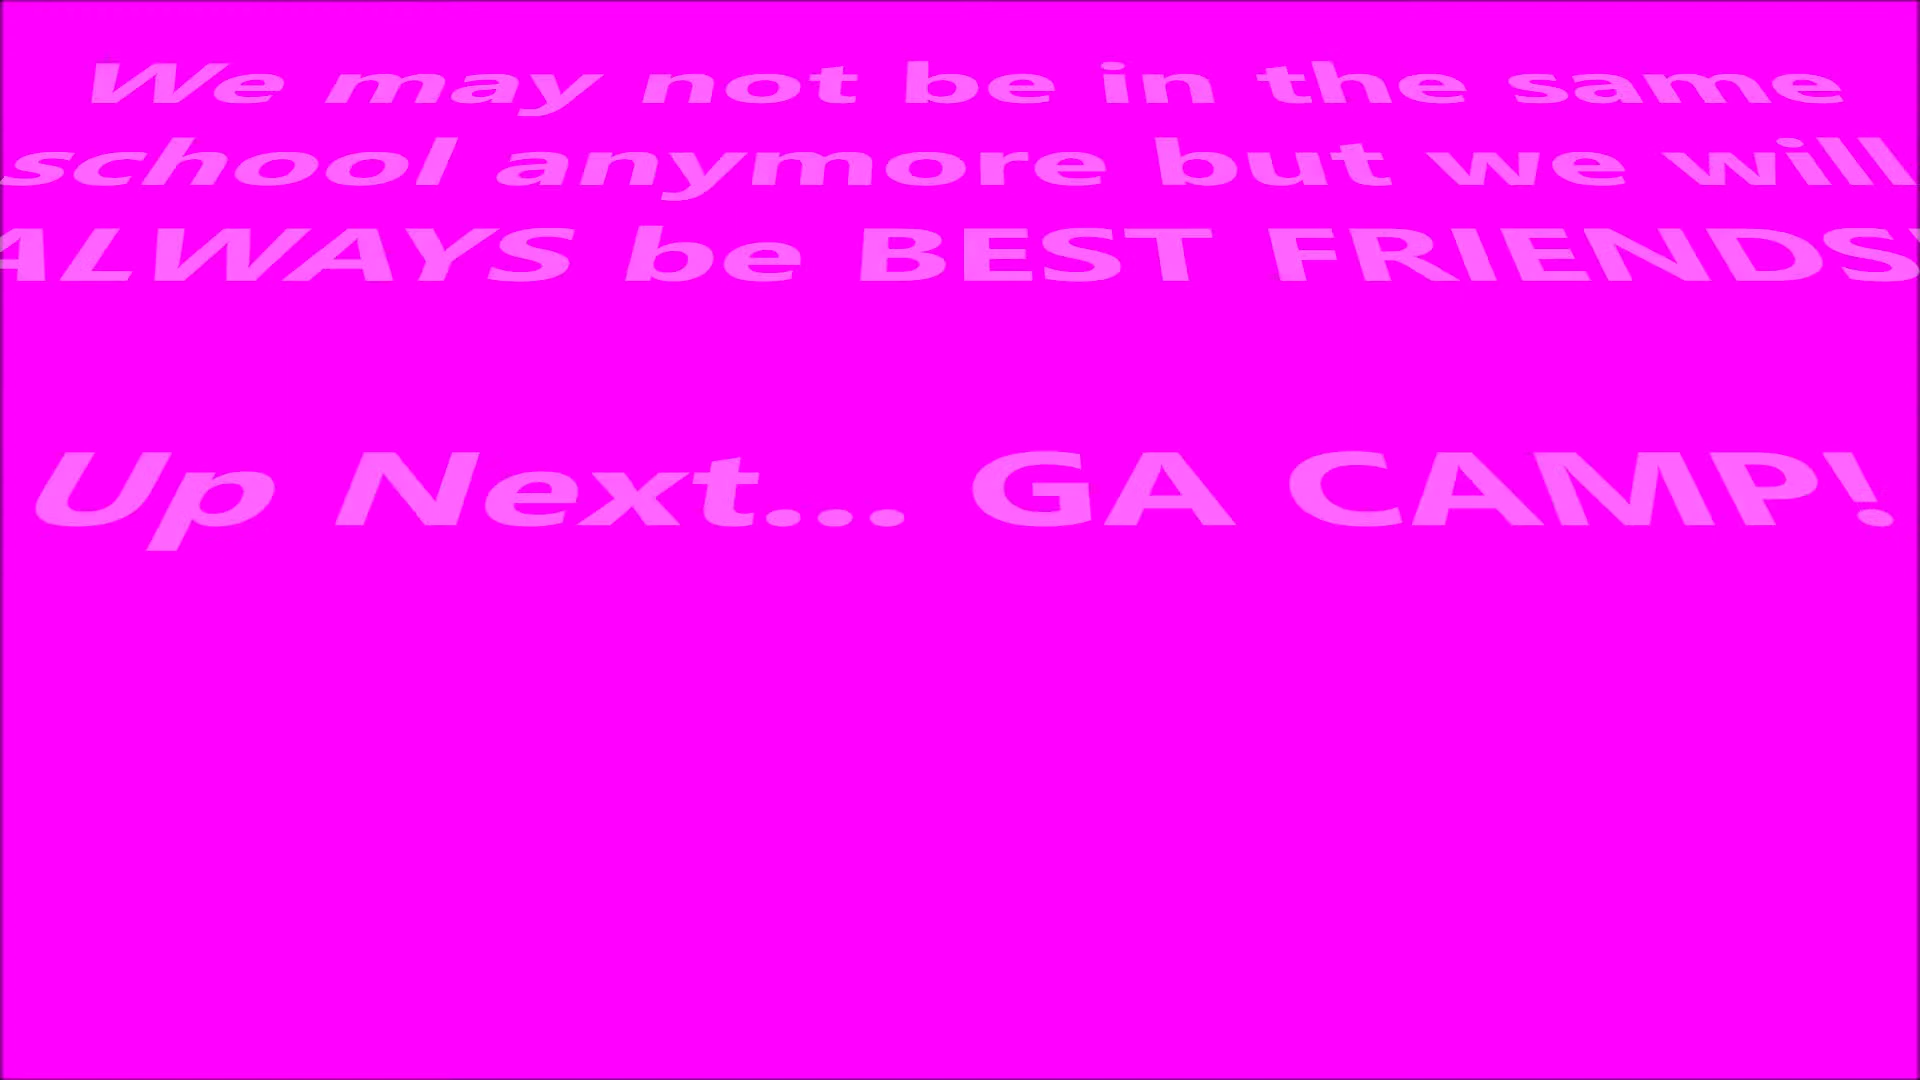 We may not be in the same
school anymore but we will
ALWAYS be BEST FRIENDS
Up Next... GA CAMP!